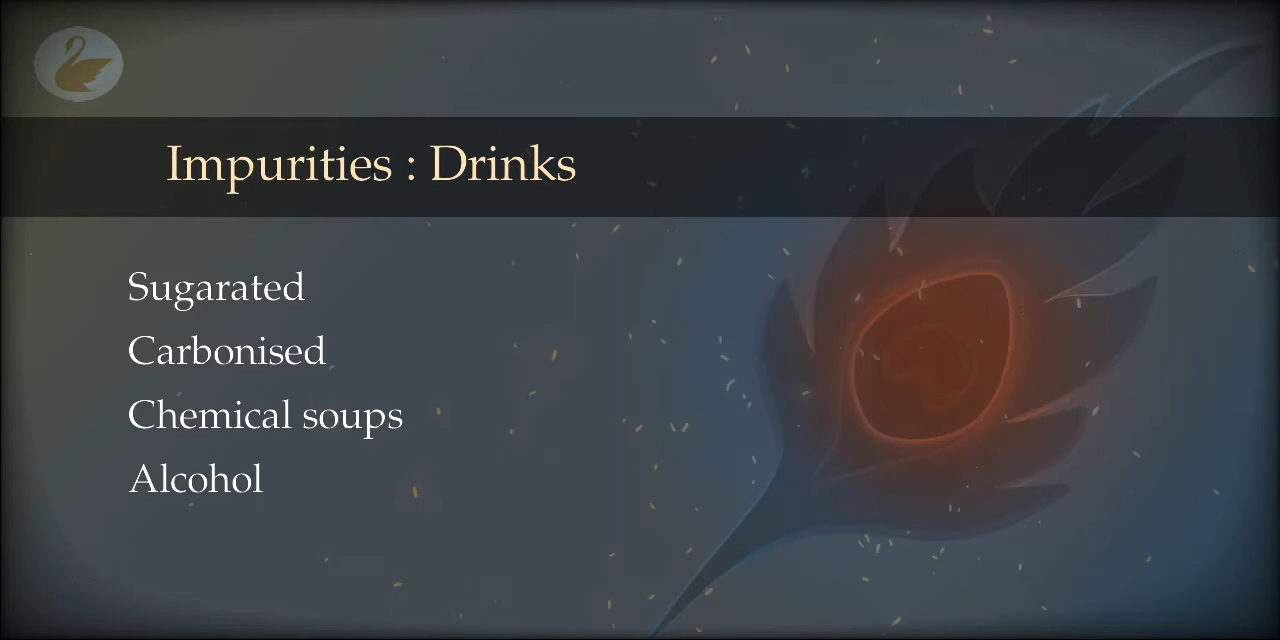 Impurities : Drinks
Sugarated
Carbonised
Chemical soups
Alcohol